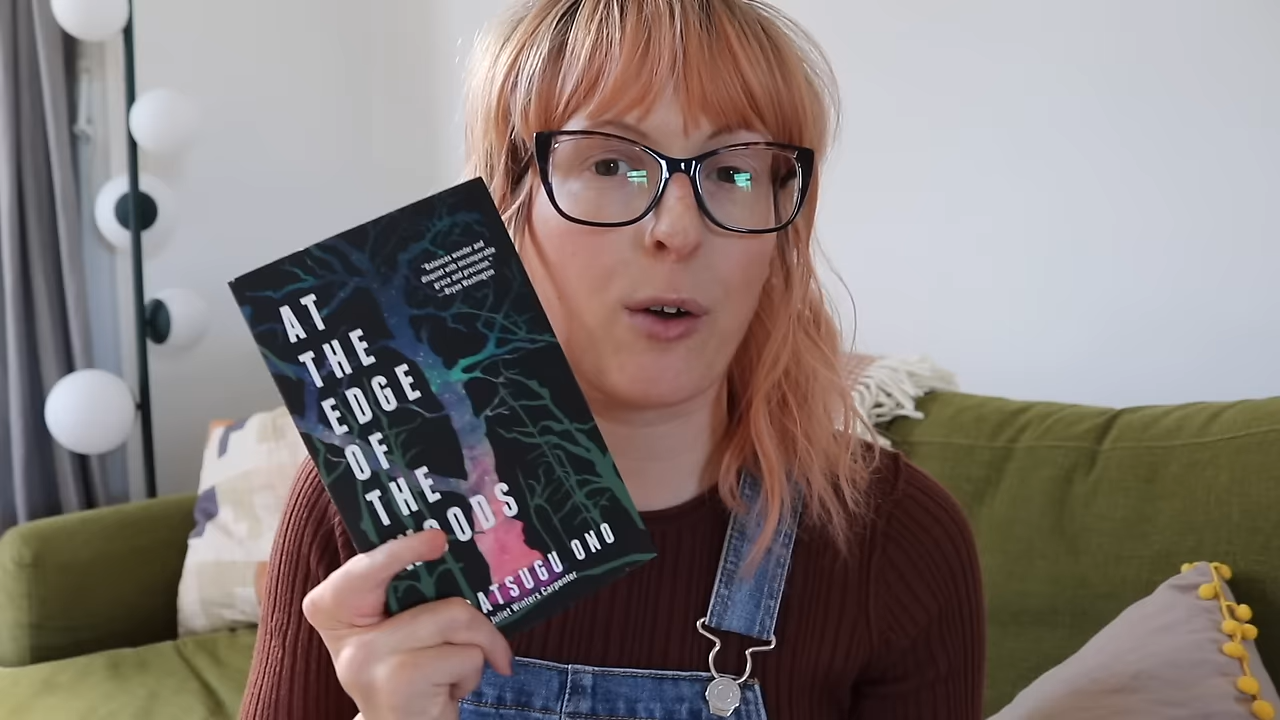 "Balances wonder and
disquiet with incomparable
grace and precision."
—Bryan Washington
AT
THE
EDGE
OF
THE
WOODS
ATSUGU ONO
Juliet Winters Carpenter